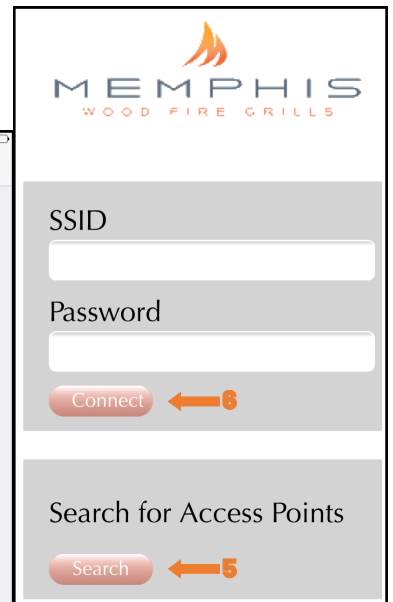 MEMPHIS
WOOD FIRE GRILLS
SSID
Password
Connect 6
Search for Access Points
Search 5